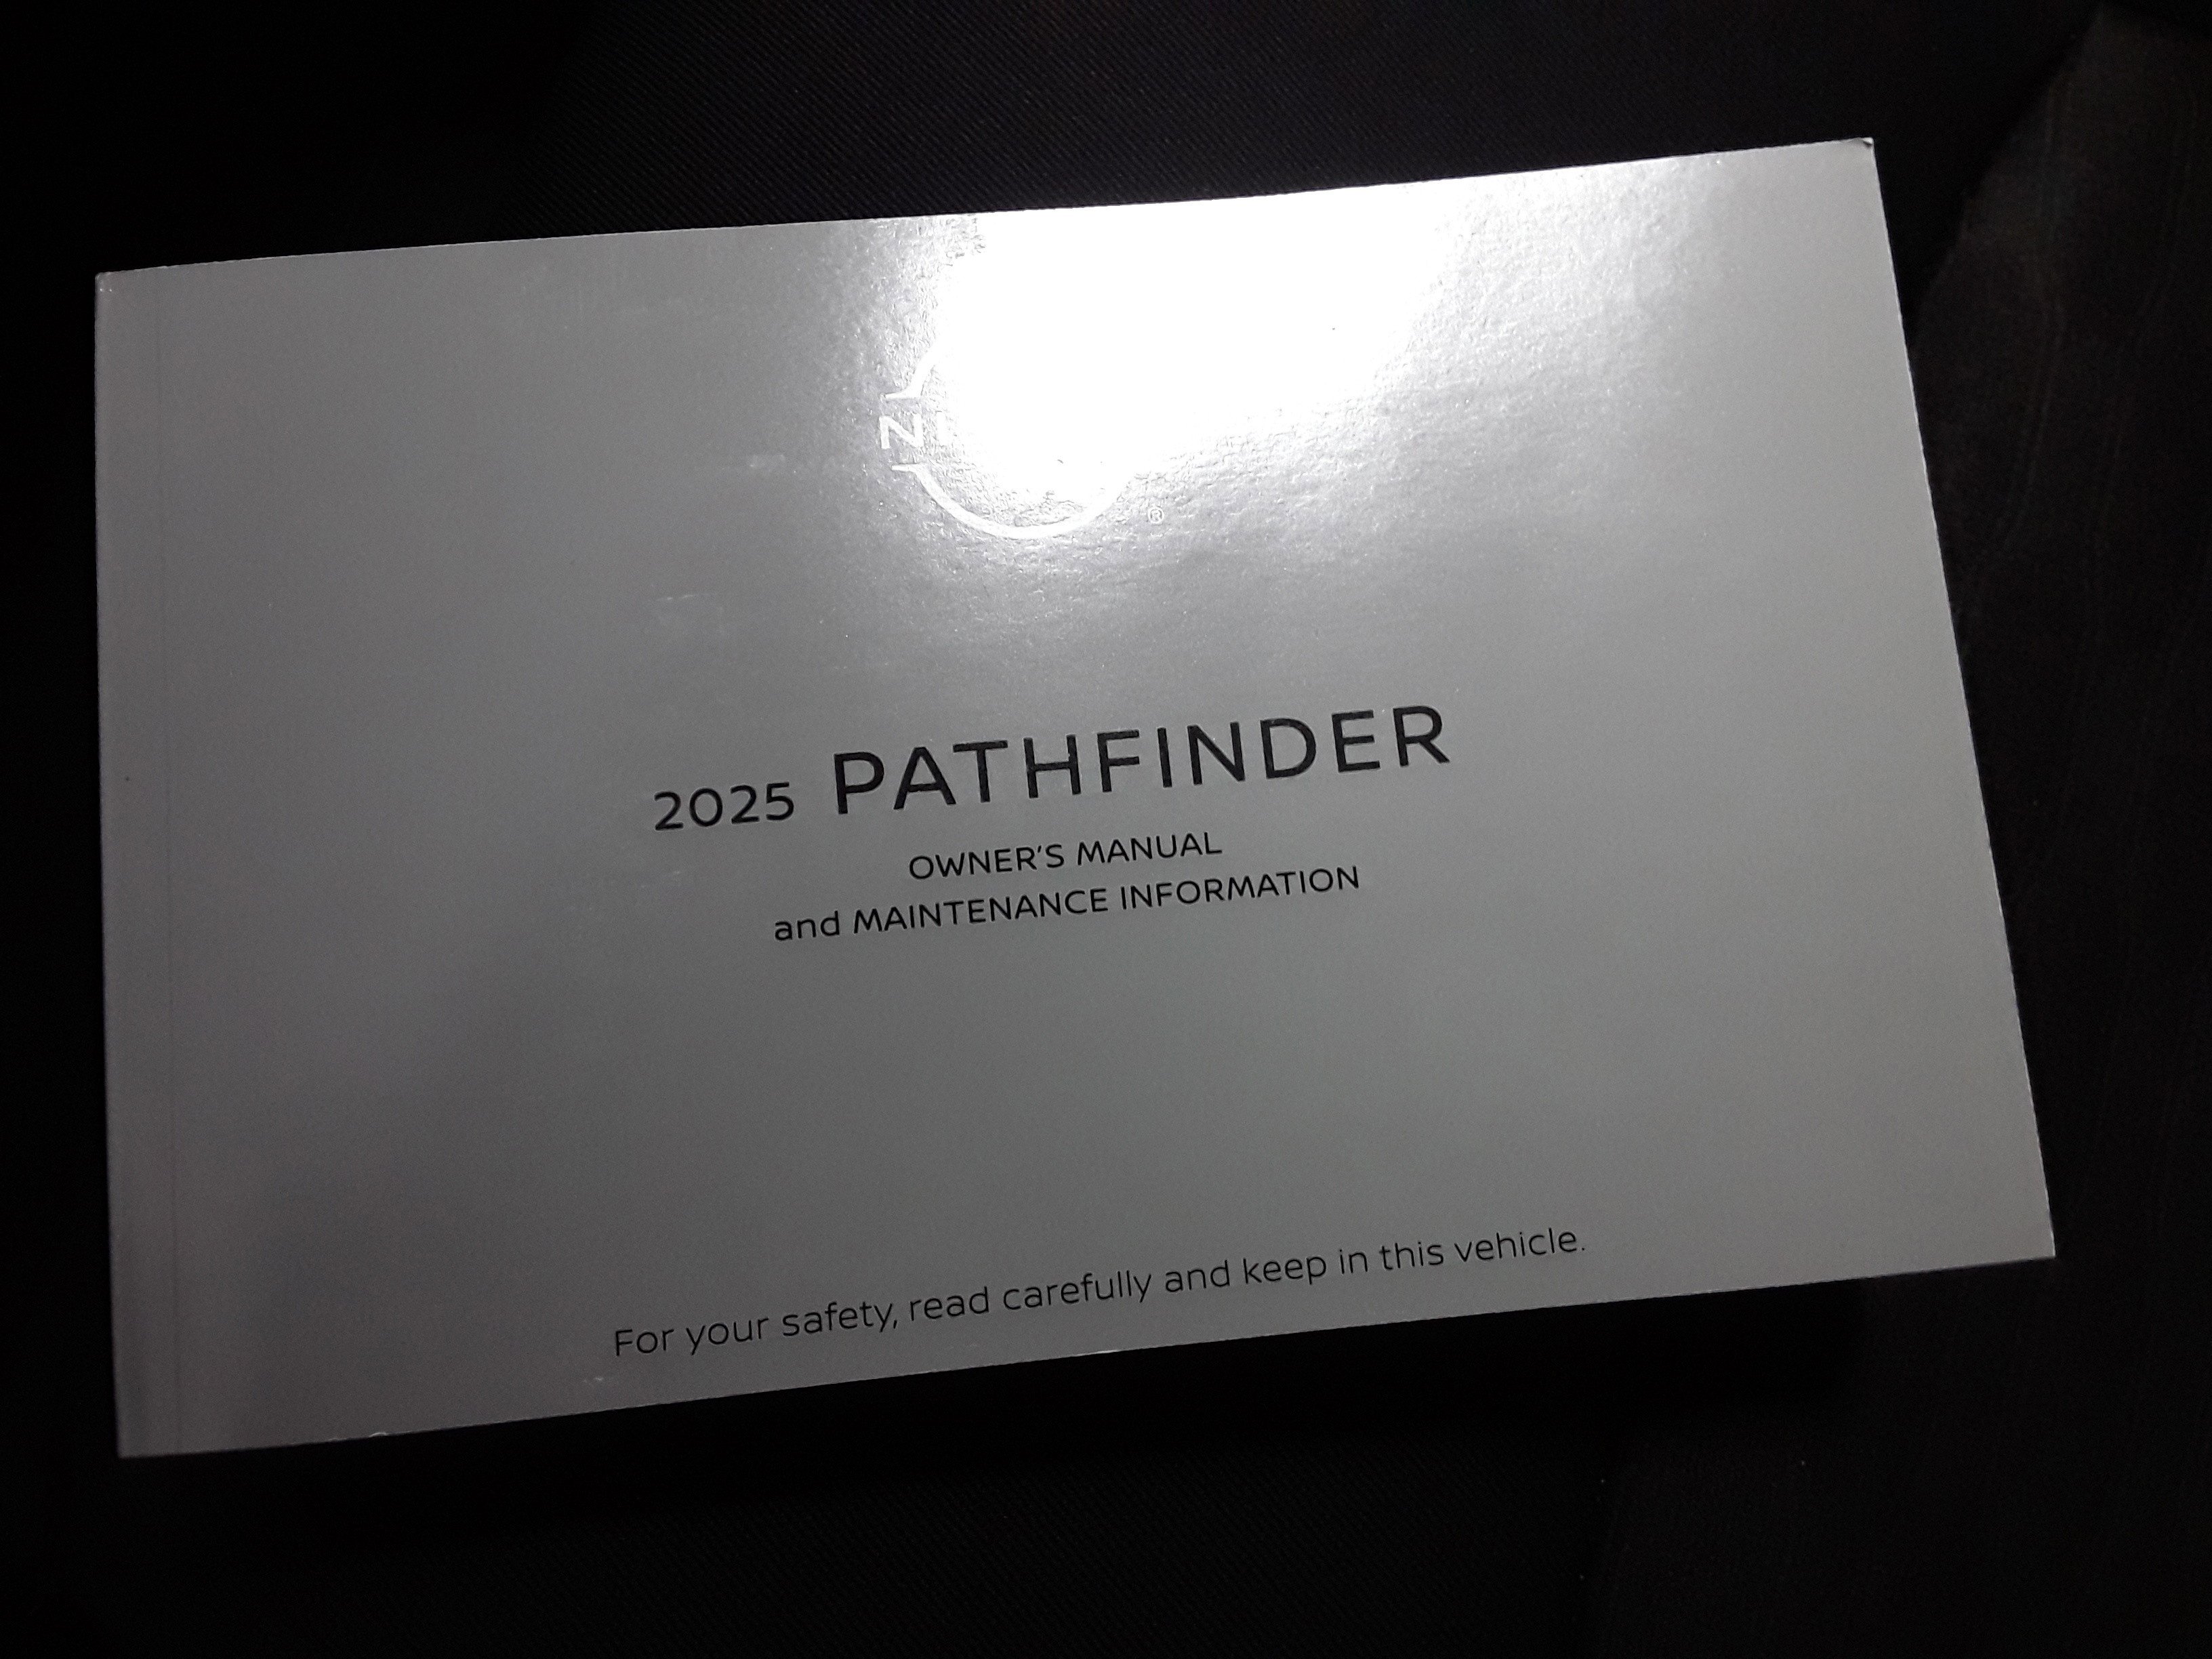 ®
2025 PATHFINDER
OWNER'S MANUAL
and MAINTENANCE INFORMATION
For your safety, read carefully and keep in this vehicle.